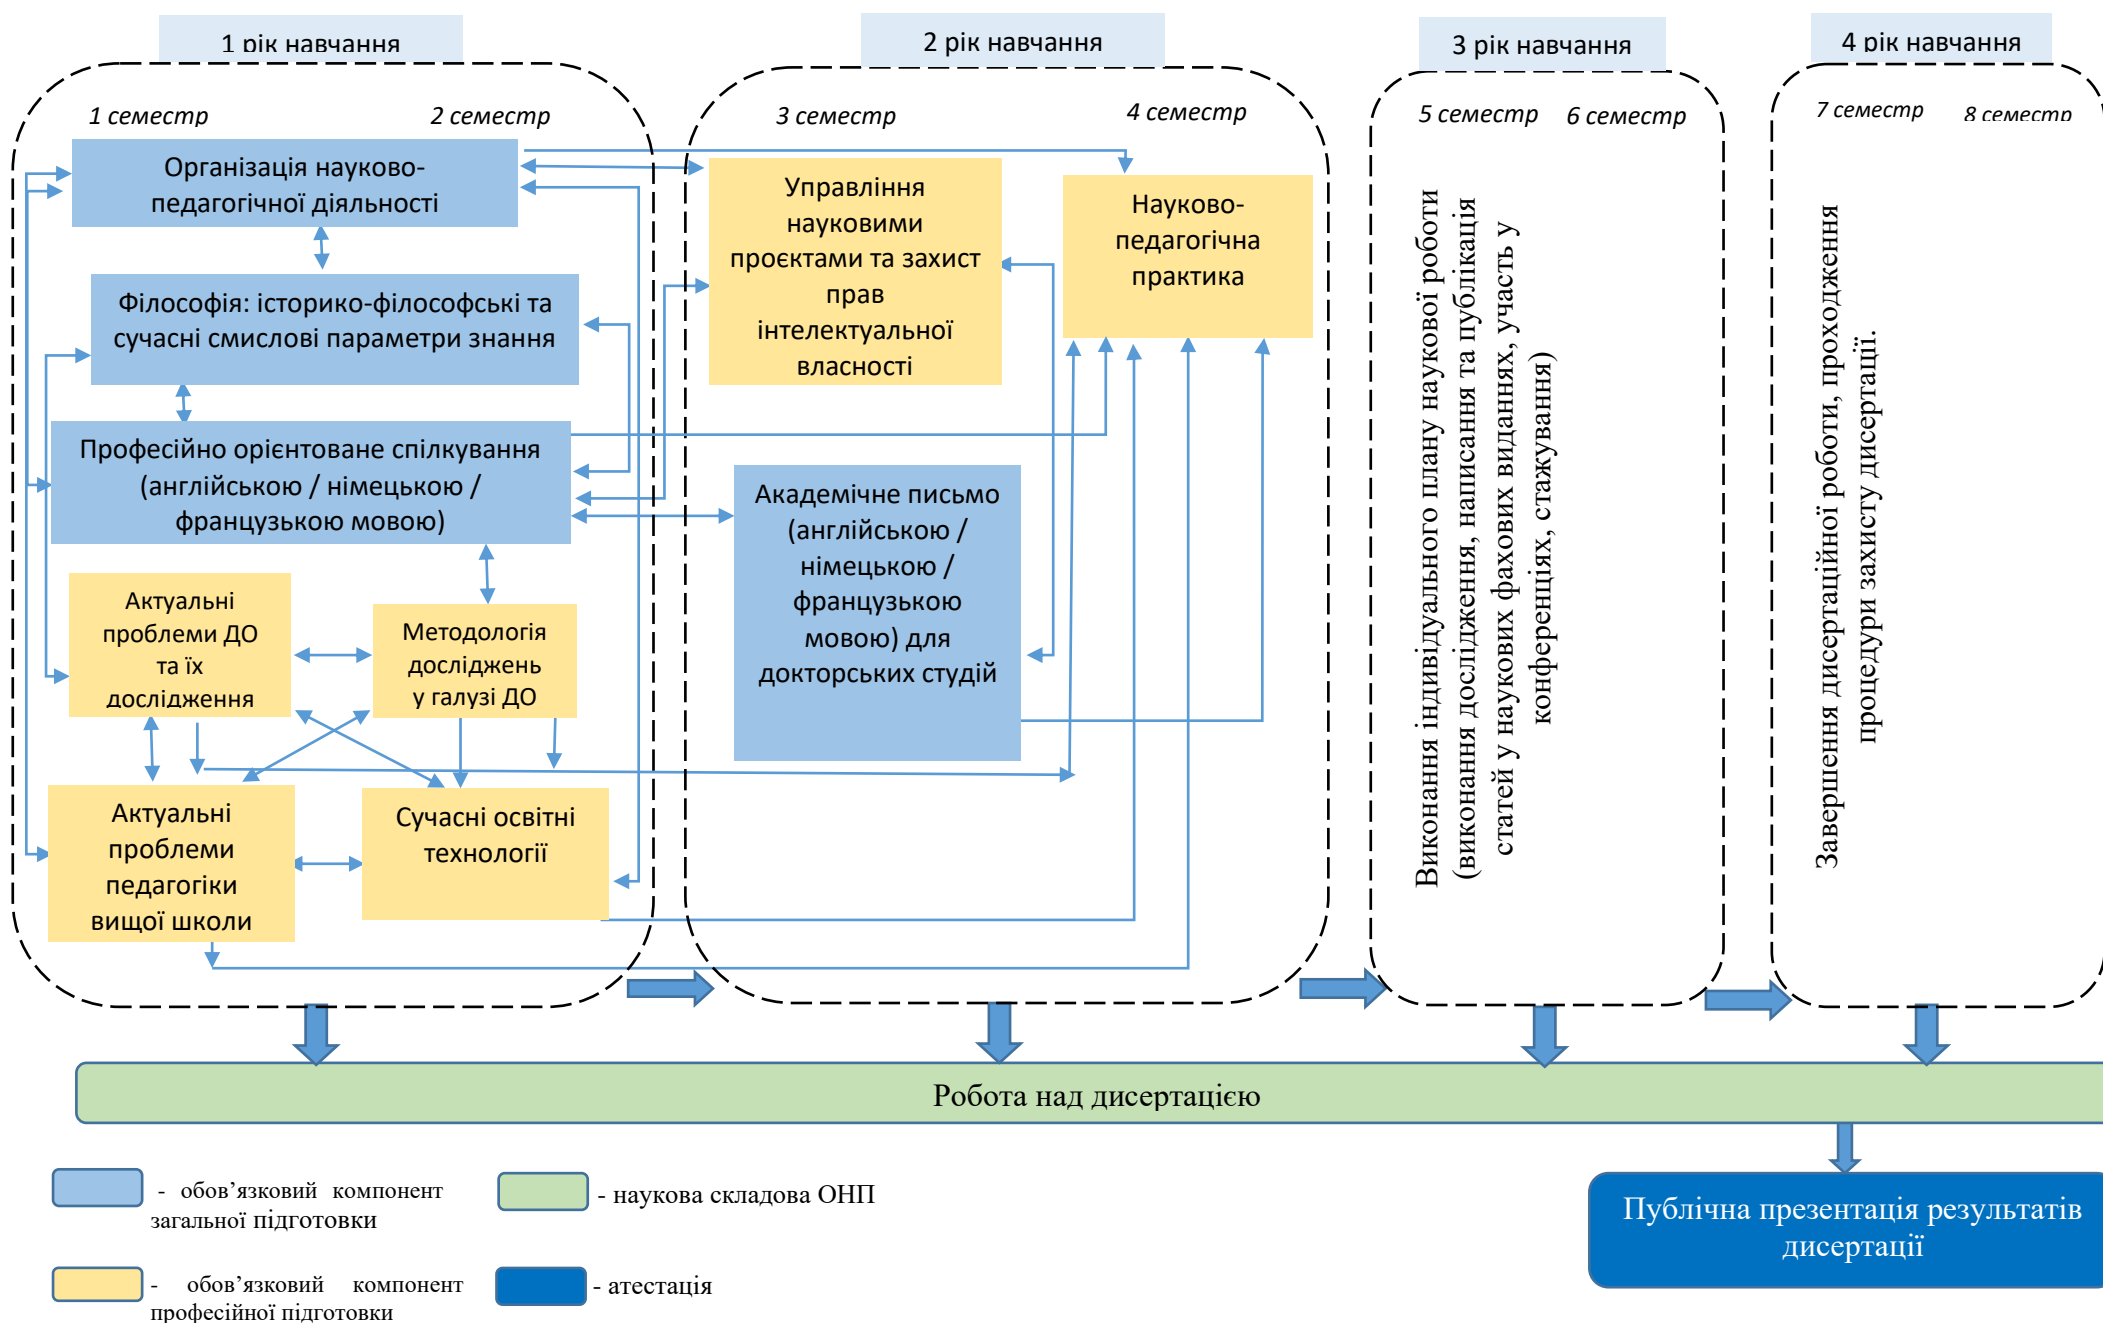 1 рік навчання
2 рік навчання
3 рік навчання
4 рік навчання
1 семестр
2 семестр
3 семестр
4 семестр
5 семестр
6 семестр
7 семестр
8 семестр
Організація науково-
педагогічної діяльності
Філософія: історико-філософські та
сучасні смислові параметри знання
Професійно орієнтоване спілкування
(англійською / німецькою /
французькою мовою)
Актуальні
проблеми ДО
та їх
дослідження
Методологія
досліджень
у галузі ДО
Актуальні
проблеми
педагогіки
вищої школи
Сучасні освітні
технології
Управління
науковими
проєктами та захист
прав
інтелектуальної
власності
Науково-
педагогічна
практика
Академічне письмо
(англійською /
німецькою /
французькою
мовою) для
докторських студій
Виконання індивідуального плану наукової роботи
(виконання дослідження, написання та публікація
статей у наукових фахових виданнях, участь у
конференціях, стажування)
Завершення дисертаційної роботи, проходження
процедури захисту дисертації.
Робота над дисертацією
- обов’язковий компонент
загальної підготовки
- наукова складова ОНП
- обов’язковий компонент
професійної підготовки
- атестація
Публічна презентація результатів
дисертації